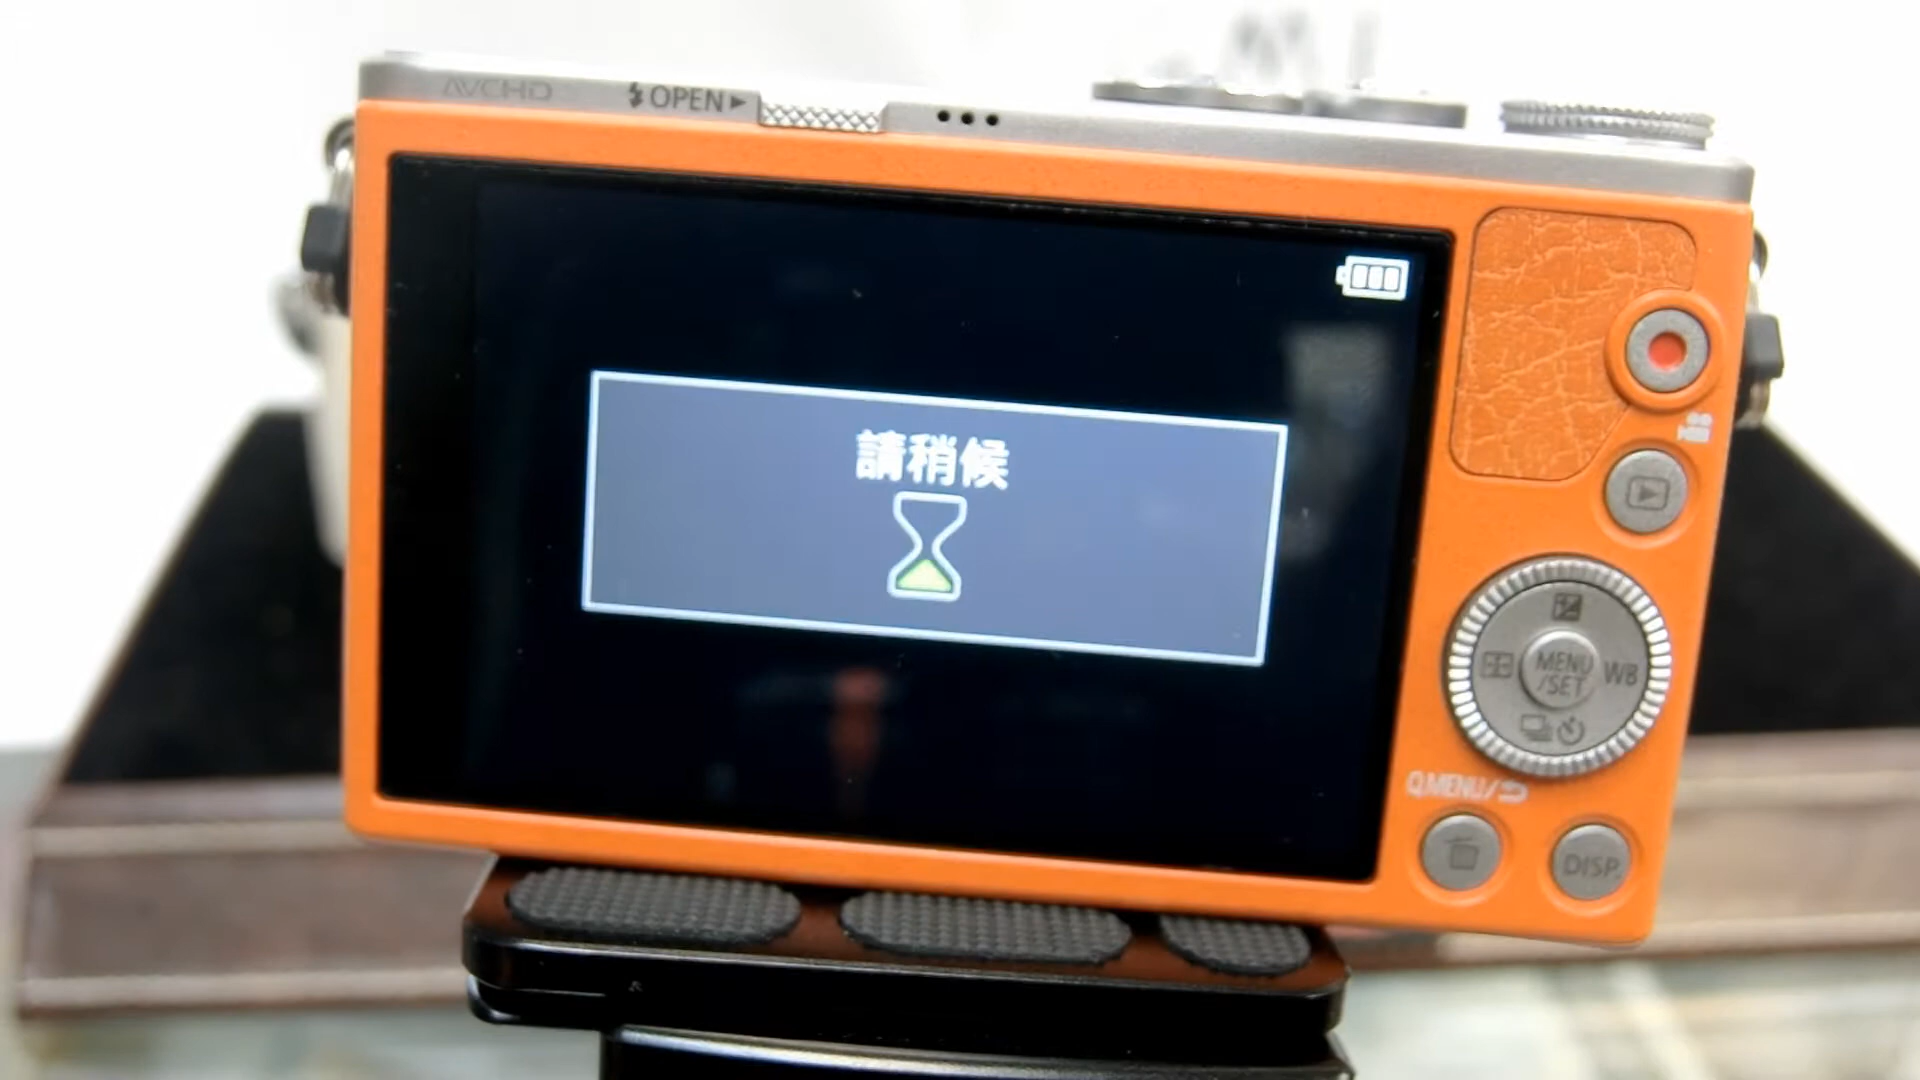 AVCHD
OPEN
請稍候
MENU
/SET
WB
Q.MENU/
DISP.